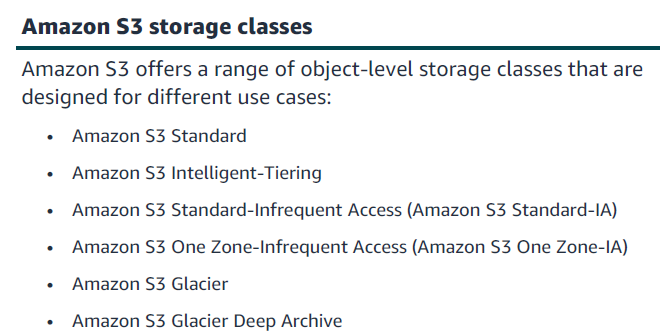 Amazon S3 storage classes
Amazon S3 offers a range of object-level storage classes that are
designed for different use cases:
• Amazon S3 Standard
• Amazon S3 Intelligent-Tiering
• Amazon S3 Standard-Infrequent Access (Amazon S3 Standard-IA)
• Amazon S3 One Zone-Infrequent Access (Amazon S3 One Zone-IA)
• Amazon S3 Glacier
• Amazon S3 Glacier Deep Archive